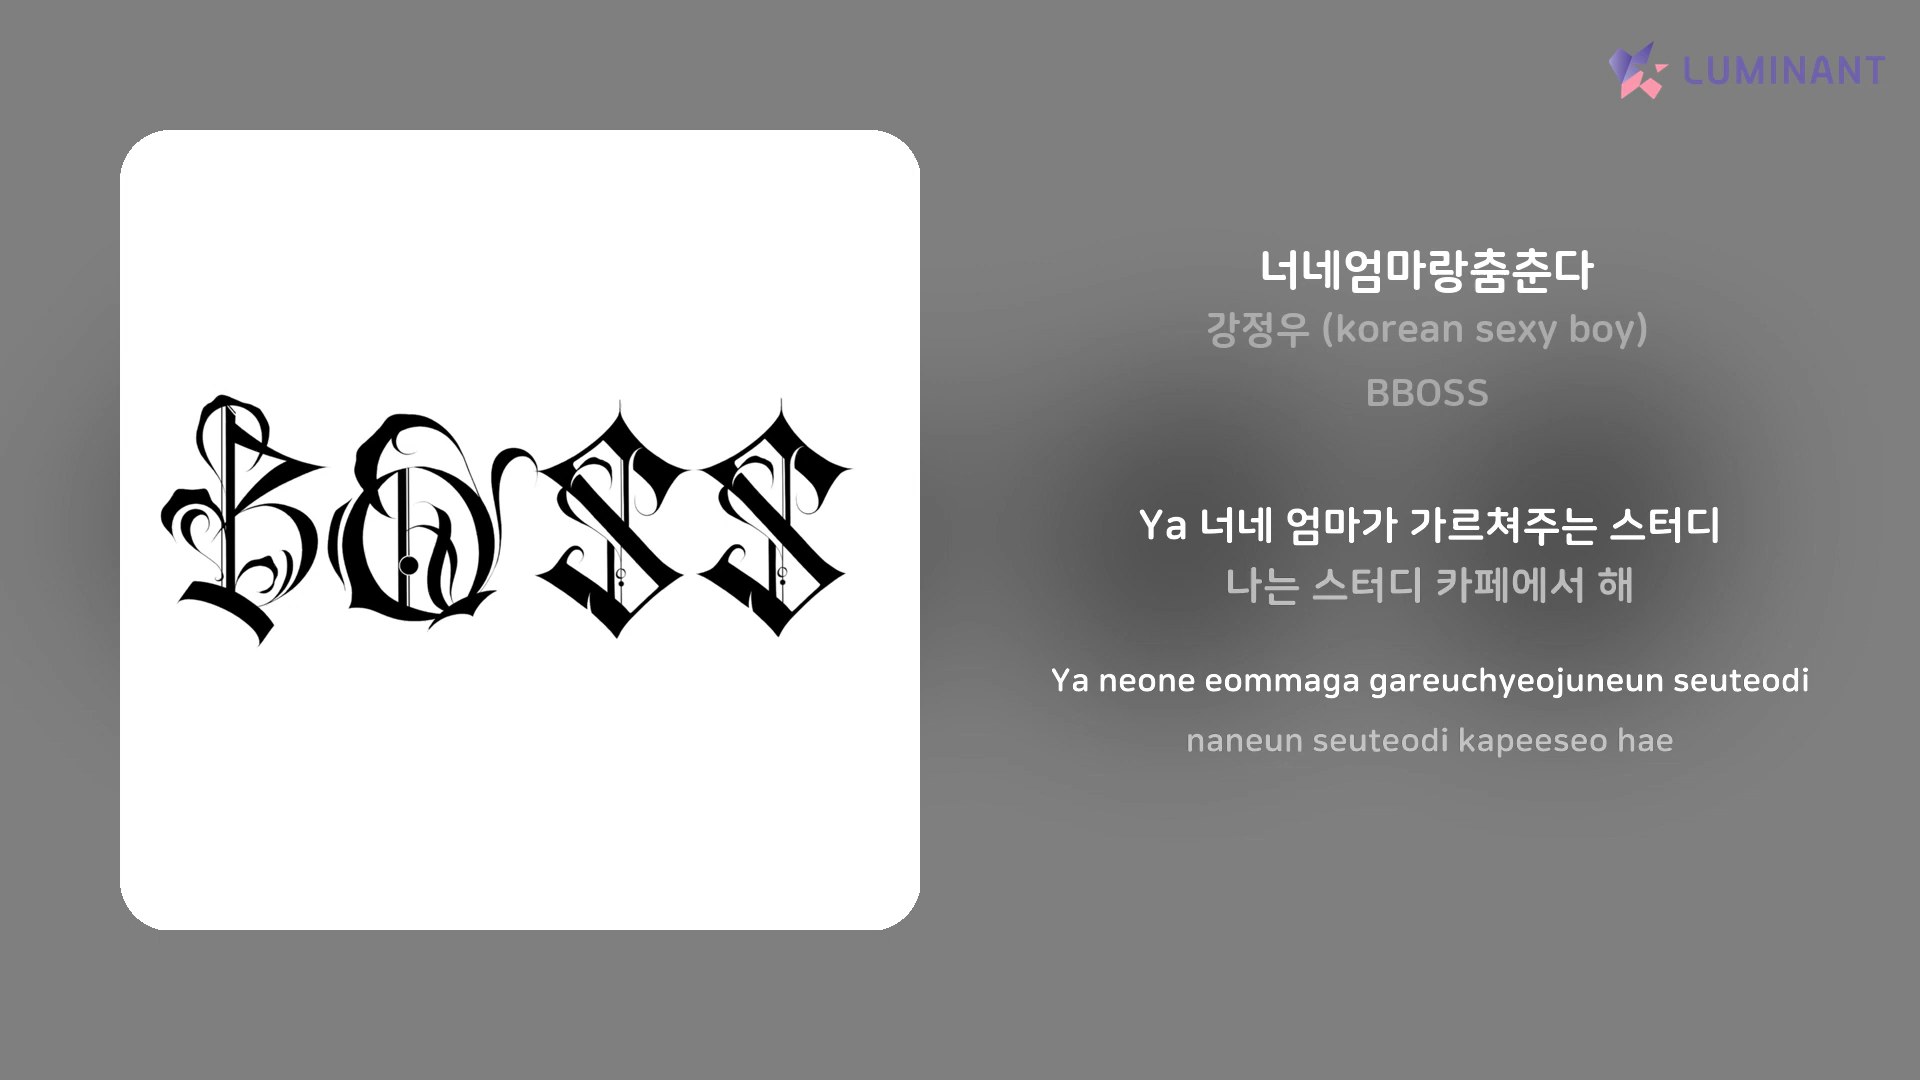 LUMINANT
BOSS
너네엄마랑춤춘다
강정우 (korean sexy boy)
BBOSS
Ya 너네 엄마가 가르쳐주는 스터디
나는 스터디 카페에서 해
Ya neone eommaga gareuchyeojuneun seuteodi
naneun seuteodi kapeeseo hae